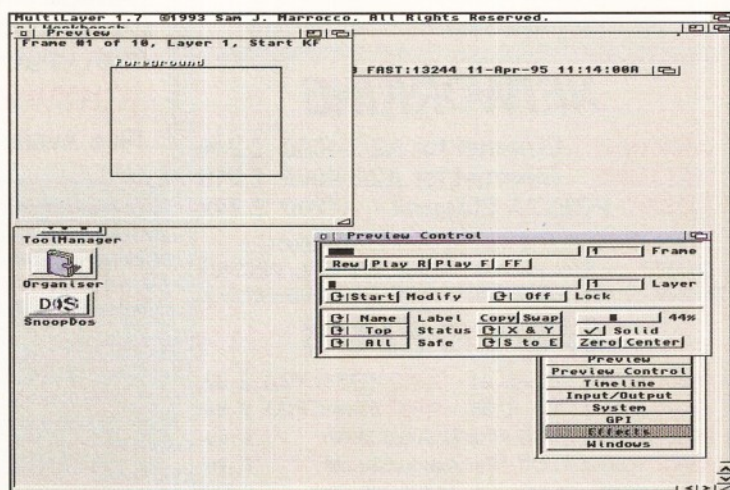 MultiLayer 1.7 ©1993 Sam J. Marrocco. All Rights Reserved.
Workbench
Preview
Frame #1 of 10, Layer 1, Start KF
Foreground
FAST:13244 11-Apr-95 11:14:00A
ToolManager
Organiser
DOS
SnoopDos
Preview Control
1 Frame
Rew Play R Play F FF
1 Layer
Start Modify Off Lock
Name Label Copy Swap 44%
Top Status X & Y Solid
All Safe S to E Zero Center
Preview
Preview Control
Timeline
Input/Output
System
GPI
Effects
Windows